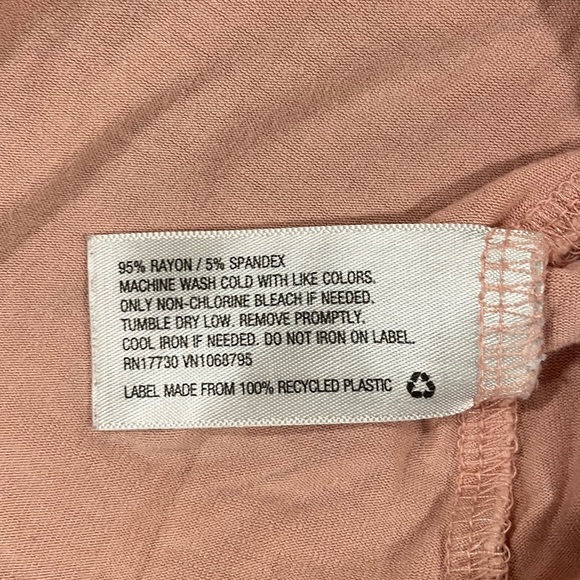 95% RAYON / 5% SPANDEX
MACHINE WASH COLD WITH LIKE COLORS.
ONLY NON-CHLORINE BLEACH IF NEEDED.
TUMBLE DRY LOW. REMOVE PROMPTLY.
COOL IRON IF NEEDED. DO NOT IRON ON LABEL.
RN17730 VN1068795
LABEL MADE FROM 100% RECYCLED PLASTIC